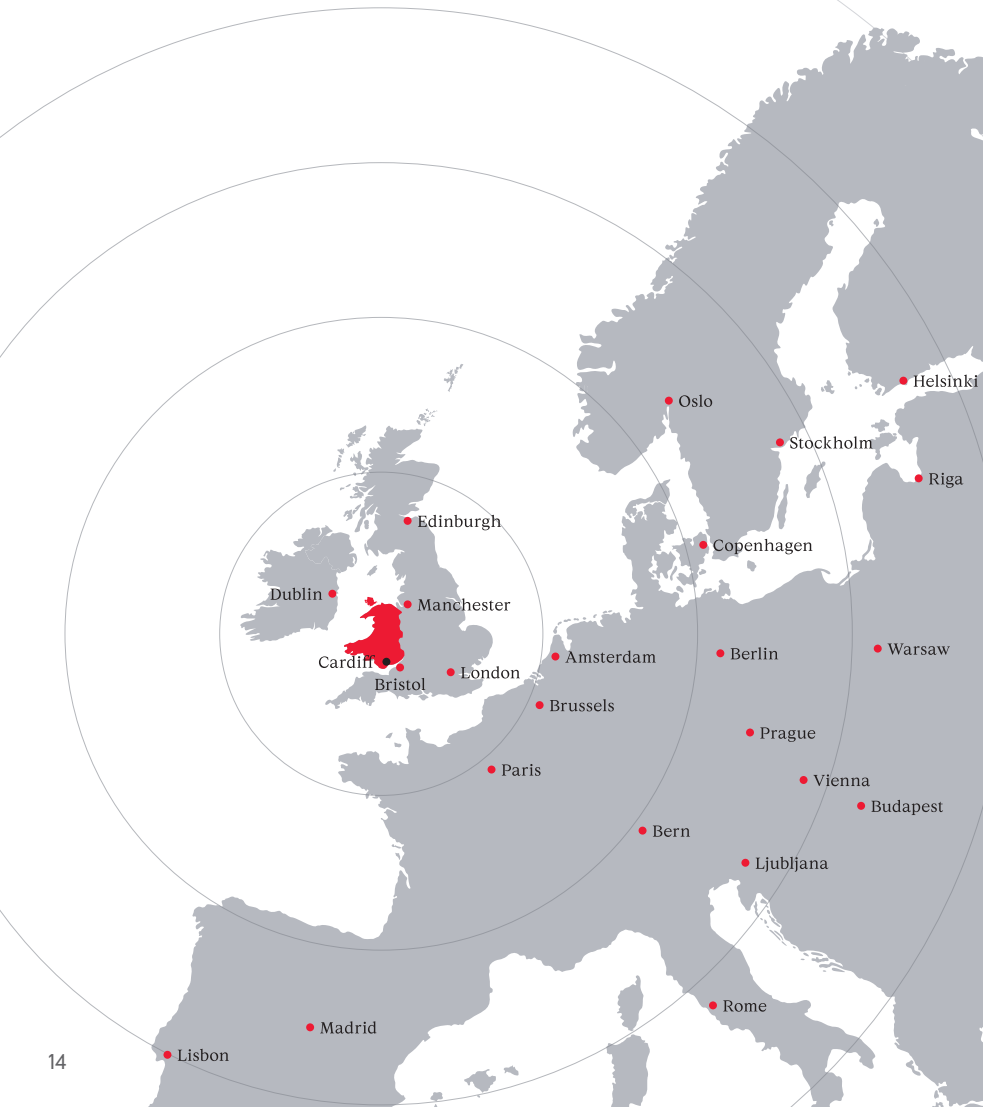 Helsinki
Oslo
Stockholm
Riga
Edinburgh
Copenhagen
Dublin
Manchester
Warsaw
Berlin
Amsterdam
Cardiff
London
Bristol
Brussels
Prague
Paris
Vienna
Budapest
Bern
Ljubljana
Rome
Madrid
Lisbon
14